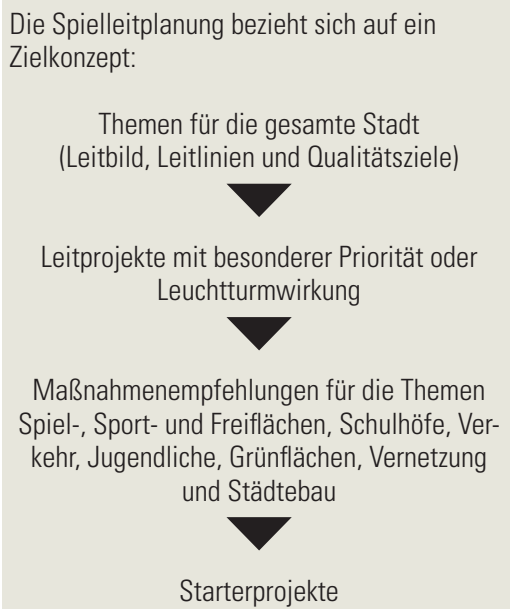 Die Spielleitplanung bezieht sich auf ein
Zielkonzept:
Themen für die gesamte Stadt
(Leitbild, Leitlinien und Qualitätsziele)
Leitprojekte mit besonderer Priorität oder
Leuchtturmwirkung
Maßnahmenempfehlungen für die Themen
Spiel-, Sport- und Freiflächen, Schulhöfe, Ver-
kehr, Jugendliche, Grünflächen, Vernetzung
und Städtebau
Starterprojekte